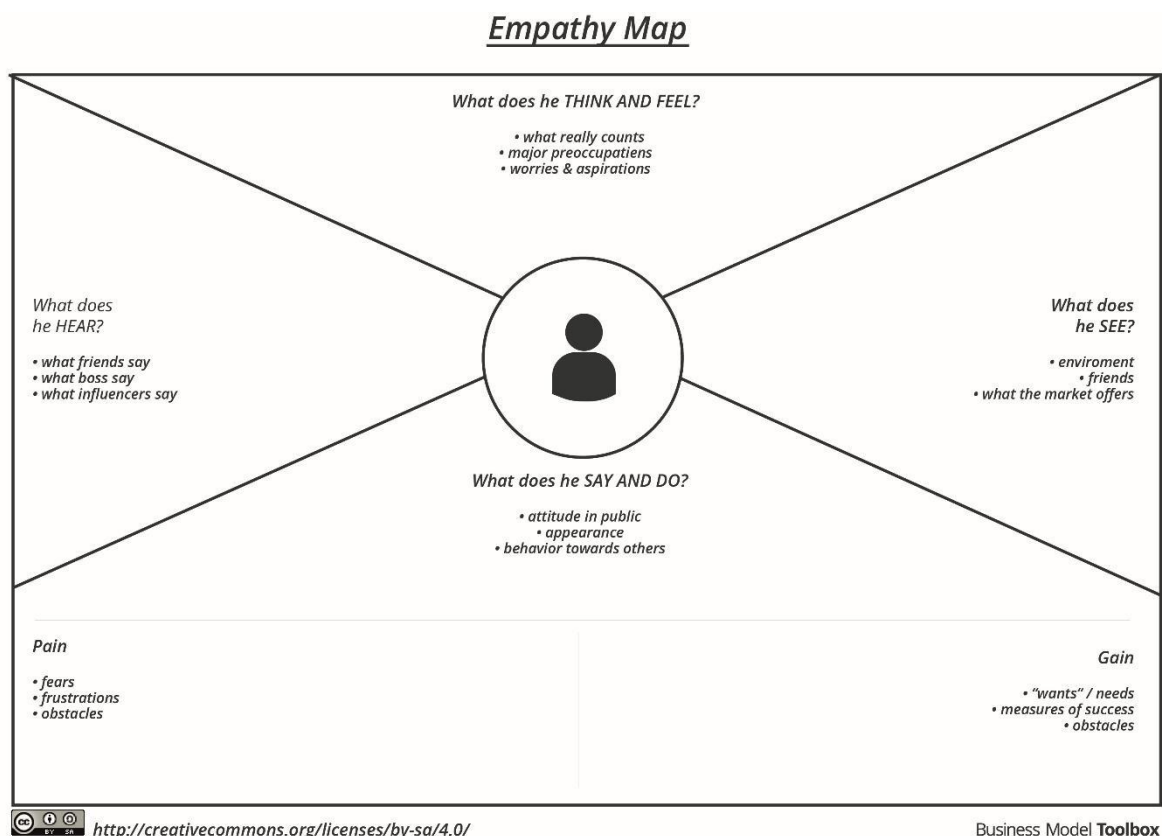 Empathy Map
What does he THINK AND FEEL?
• what really counts
• major preoccupatiens
• worries & aspirations
What does
he HEAR?
• what friends say
• what boss say
• what influencers say
What does
he SEE?
• enviroment
• friends
• what the market offers
What does he SAY AND DO?
• attitude in public
• appearance
• behavior towards others
Pain
• fears
• frustrations
• obstacles
Gain
• “wants” / needs
• measures of success
• obstacles
cc BY SA
http://creativecommons.org/licenses/by-sa/4.0/
Business Model Toolbox